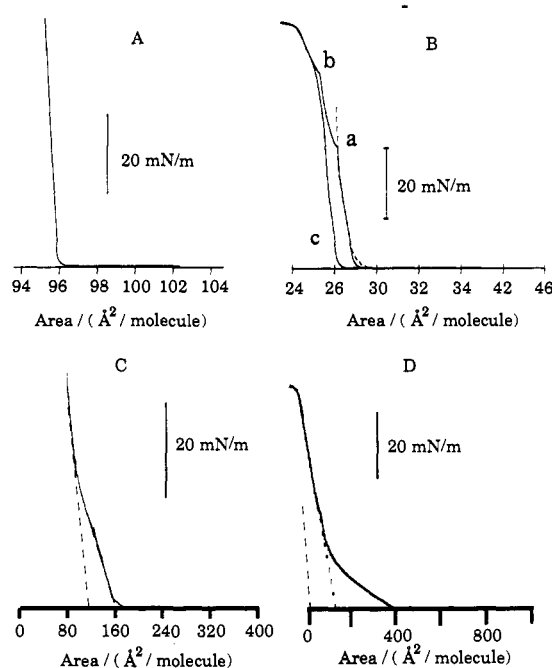 A
20 mN/m
94 96 98 100 102 104
Area / ( Å² / molecule)
B
b
a
c
20 mN/m
24 26 30 32 34 42 46
Area / ( Å² / molecule)
C
20 mN/m
0 80 160 240 320 400
Area / (Å² / molecule)
D
20 mN/m
0 400 800
Area / (Å² / molecule)